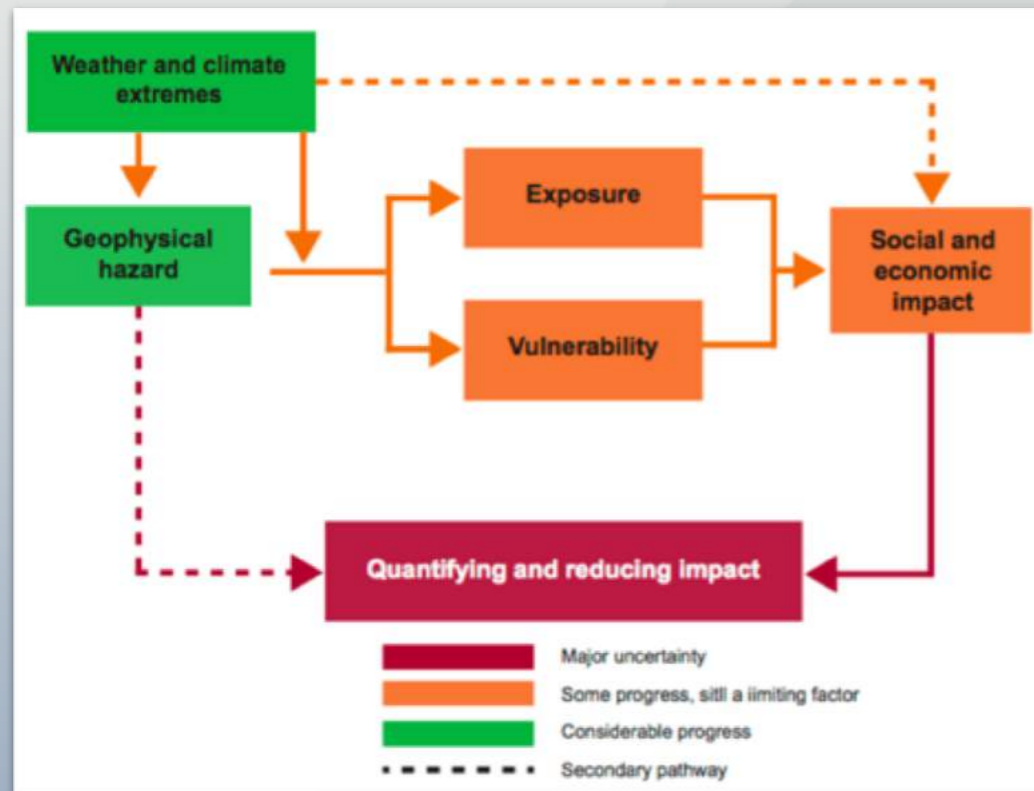 Weather and climate
extremes
Geophysical
hazard
Exposure
Vulnerability
Social and
economic
impact
Quantifying and reducing impact
Major uncertainty
Some progress, sitll a iimiting factor
Considerable progress
Secondary pathway